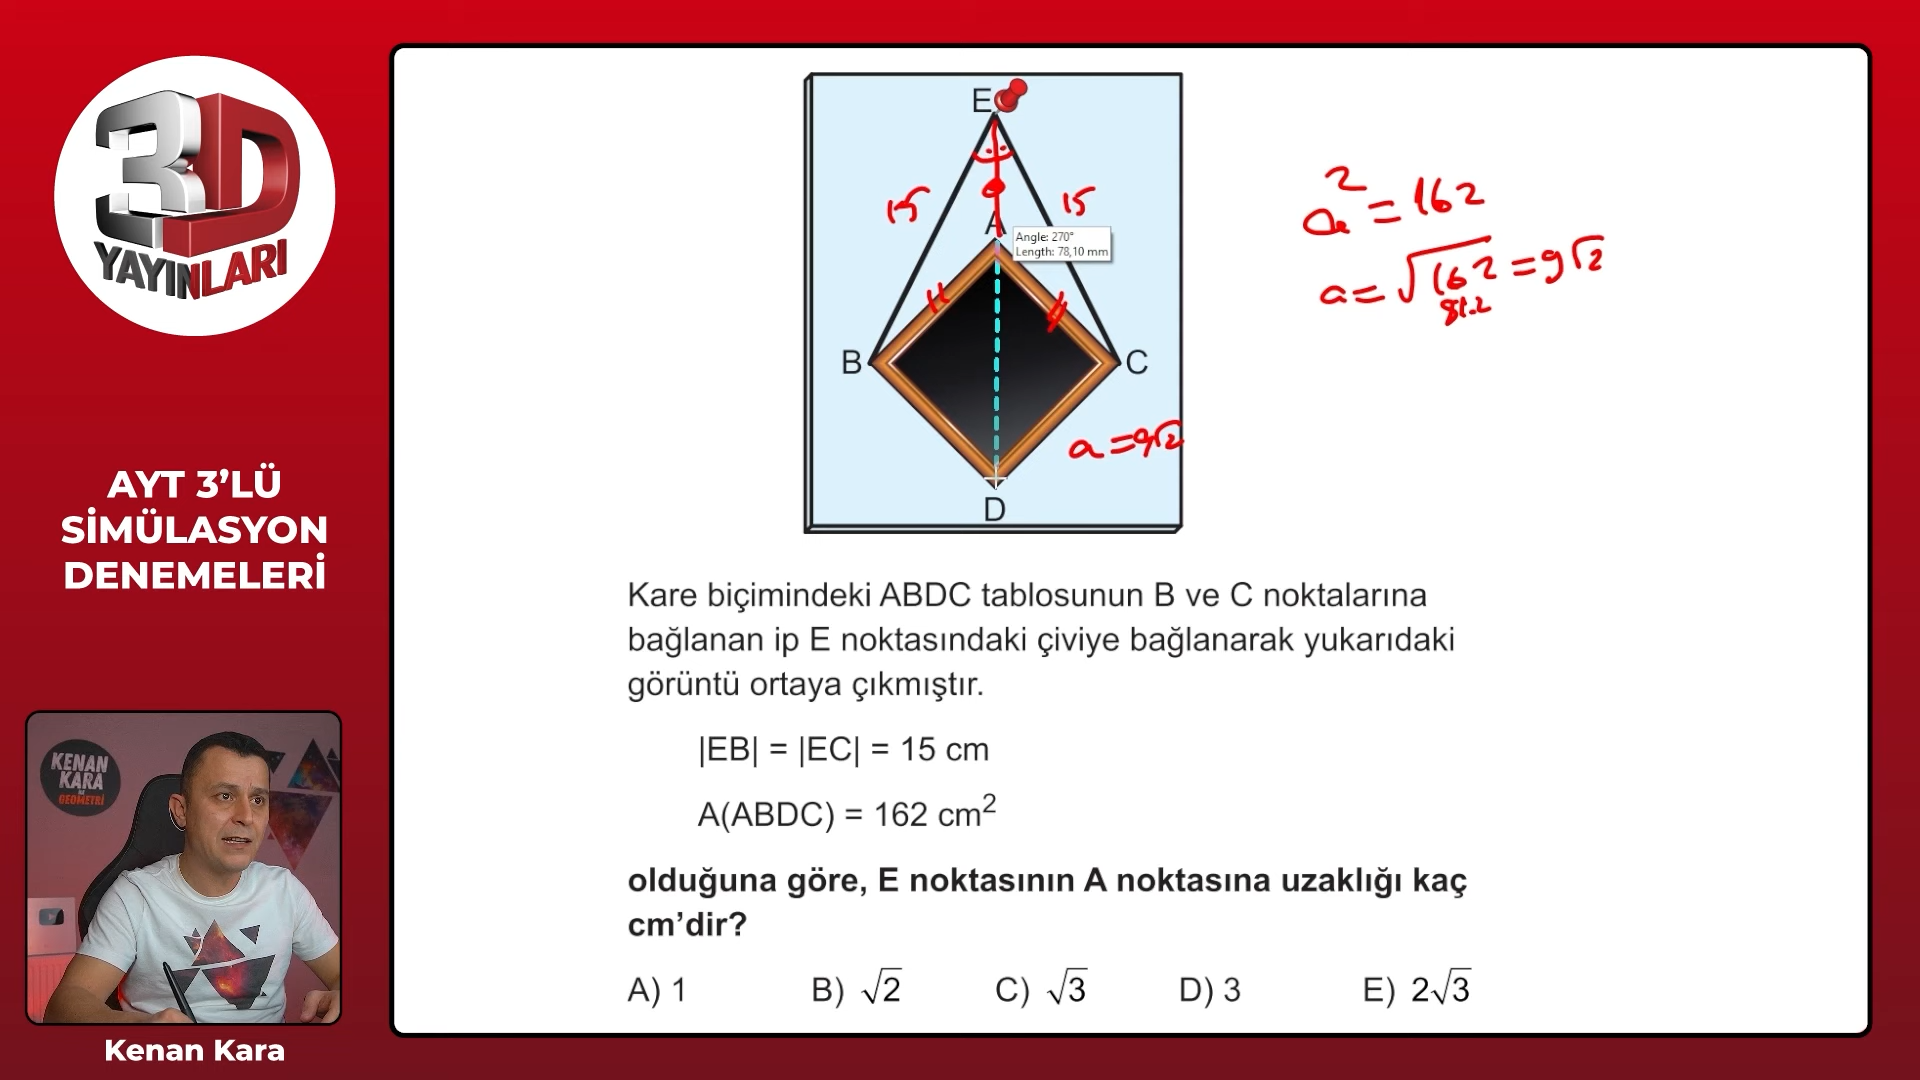 3D
YAYINLARI
AYT 3’LÜ
SİMÜLASYON
DENEMELERİ
KENAN
KARA
ile
GEOMETRİ
Kenan Kara
E
15
15
A
Angle: 270°
Length: 78,10 mm
B
C
a=9√2
D
a²=162
a=√162=9√2
81.2
Kare biçimindeki ABDC tablosunun B ve C noktalarına
bağlanan ip E noktasındaki çiviye bağlanarak yukarıdaki
görüntü ortaya çıkmıştır.
|EB| = |EC| = 15 cm
A(ABDC) = 162 cm²
olduğuna göre, E noktasının A noktasına uzaklığı kaç
cm’dir?
A) 1 B) √2 C) √3 D) 3 E) 2√3